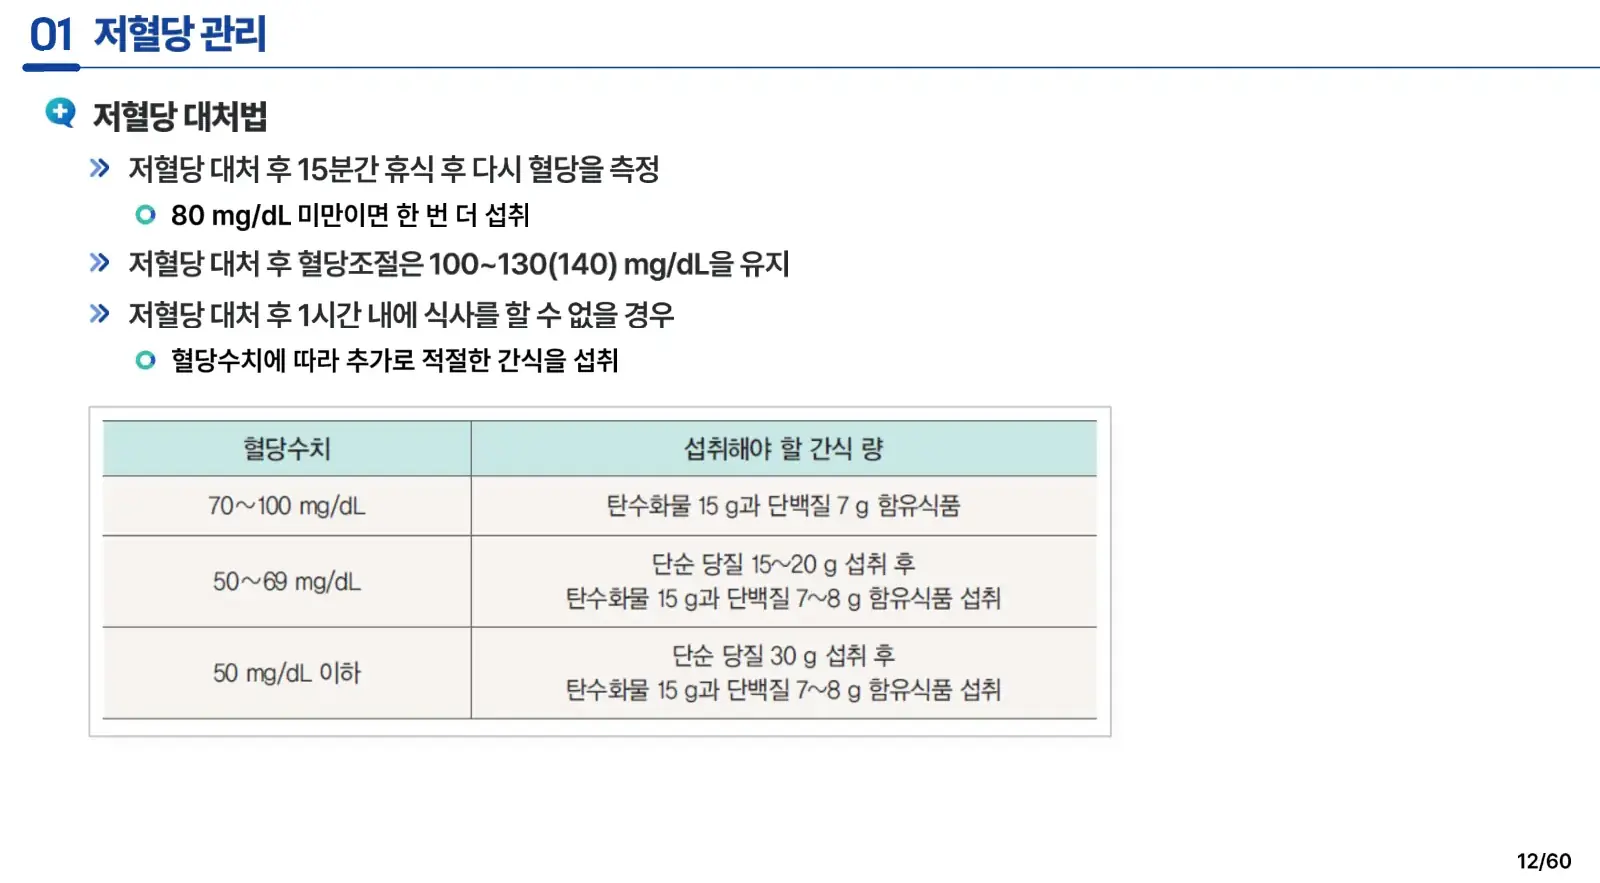 01 저혈당 관리
저혈당 대처법
저혈당 대처 후 15분간 휴식 후 다시 혈당을 측정
80 mg/dL 미만이면 한 번 더 섭취
저혈당 대처 후 혈당조절은 100~130(140) mg/dL을 유지
저혈당 대처 후 1시간 내에 식사를 할 수 없을 경우
혈당수치에 따라 추가로 적절한 간식을 섭취
혈당수치 섭취해야 할 간식 량
70~100 mg/dL 탄수화물 15 g과 단백질 7 g 함유식품
50~69 mg/dL 단순 당질 15~20 g 섭취 후
탄수화물 15 g과 단백질 7~8 g 함유식품 섭취
50 mg/dL 이하 단순 당질 30 g 섭취 후
탄수화물 15 g과 단백질 7~8 g 함유식품 섭취
12/60